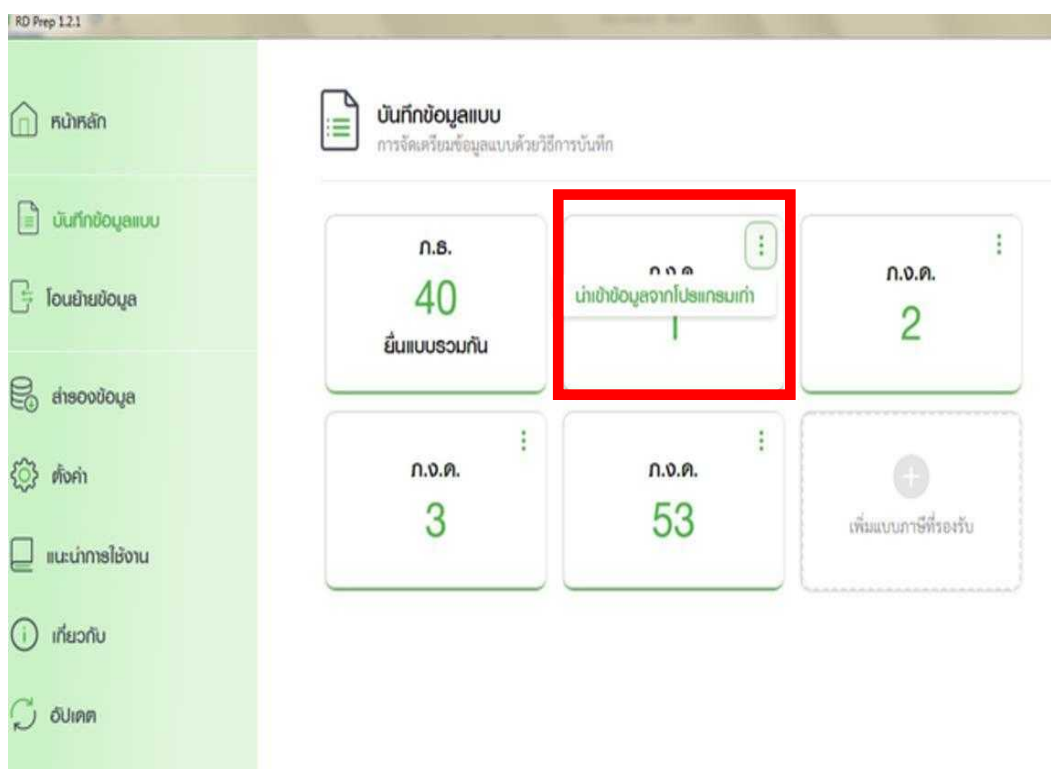 RD Prep 1.2.1
หน้าหลัก
บันทึกข้อมูลแบบ
โอนย้ายข้อมูล
สำรองข้อมูล
ตั้งค่า
แนะนำการใช้งาน
เกี่ยวกับ
อัปเดต
บันทึกข้อมูลแบบ
การจัดเตรียมข้อมูลแบบด้วยวิธีการบันทึก
ภ.ธ.
40
ยื่นแบบรวมกัน
ภ.ง.ด.
นำเข้าข้อมูลจากโปรแกรมเก่า
1
ภ.ง.ด.
2
ภ.ง.ด.
3
ภ.ง.ด.
53
เพิ่มแบบภาษีที่รองรับ